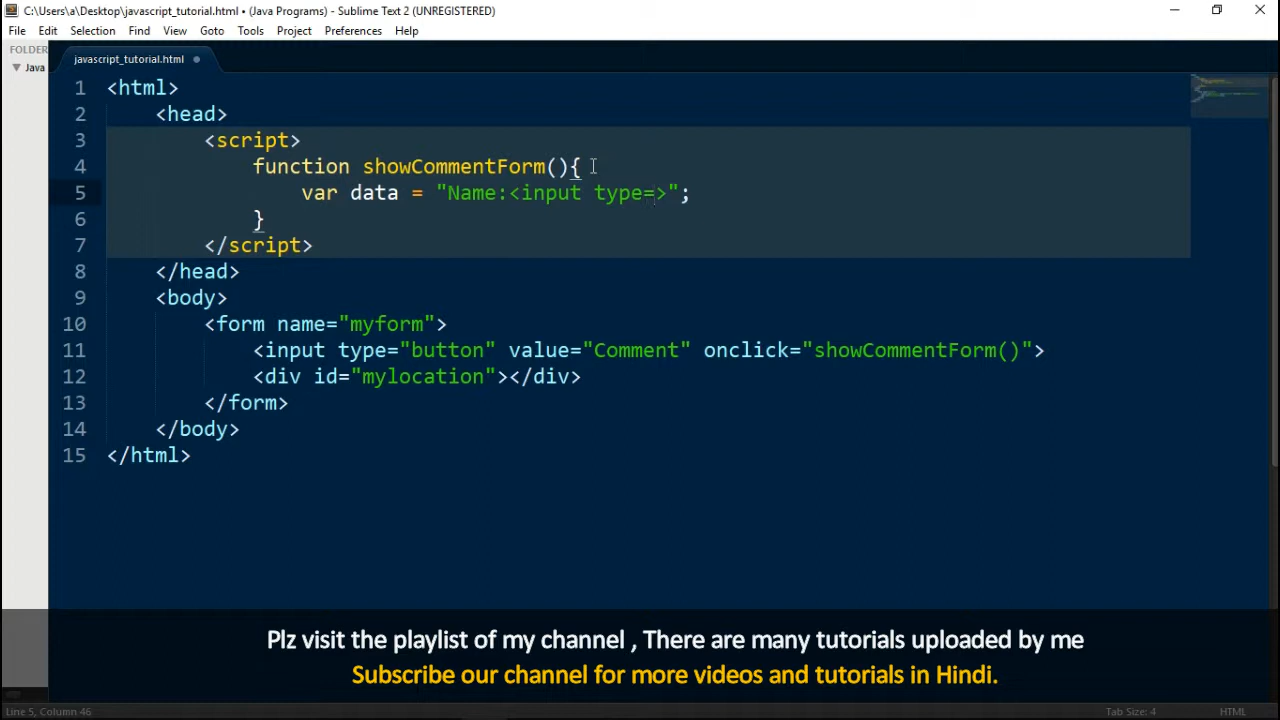 C:\Users\a\Desktop\javascript_tutorial.html • (Java Programs) - Sublime Text 2 (UNREGISTERED)
File Edit Selection Find View Goto Tools Project Preferences Help
FOLDER
Java
javascript_tutorial.html
1 <html>
2 <head>
3 <script>
4 function showCommentForm(){
5 var data = "Name:<input type=>";
6 }
7 </script>
8 </head>
9 <body>
10 <form name="myform">
11 <input type="button" value="Comment" onclick="showCommentForm()">
12 <div id="mylocation"></div>
13 </form>
14 </body>
15 </html>
Plz visit the playlist of my channel , There are many tutorials uploaded by me
Subscribe our channel for more videos and tutorials in Hindi.
Line 5, Column 46 Tab Size: 4 HTML